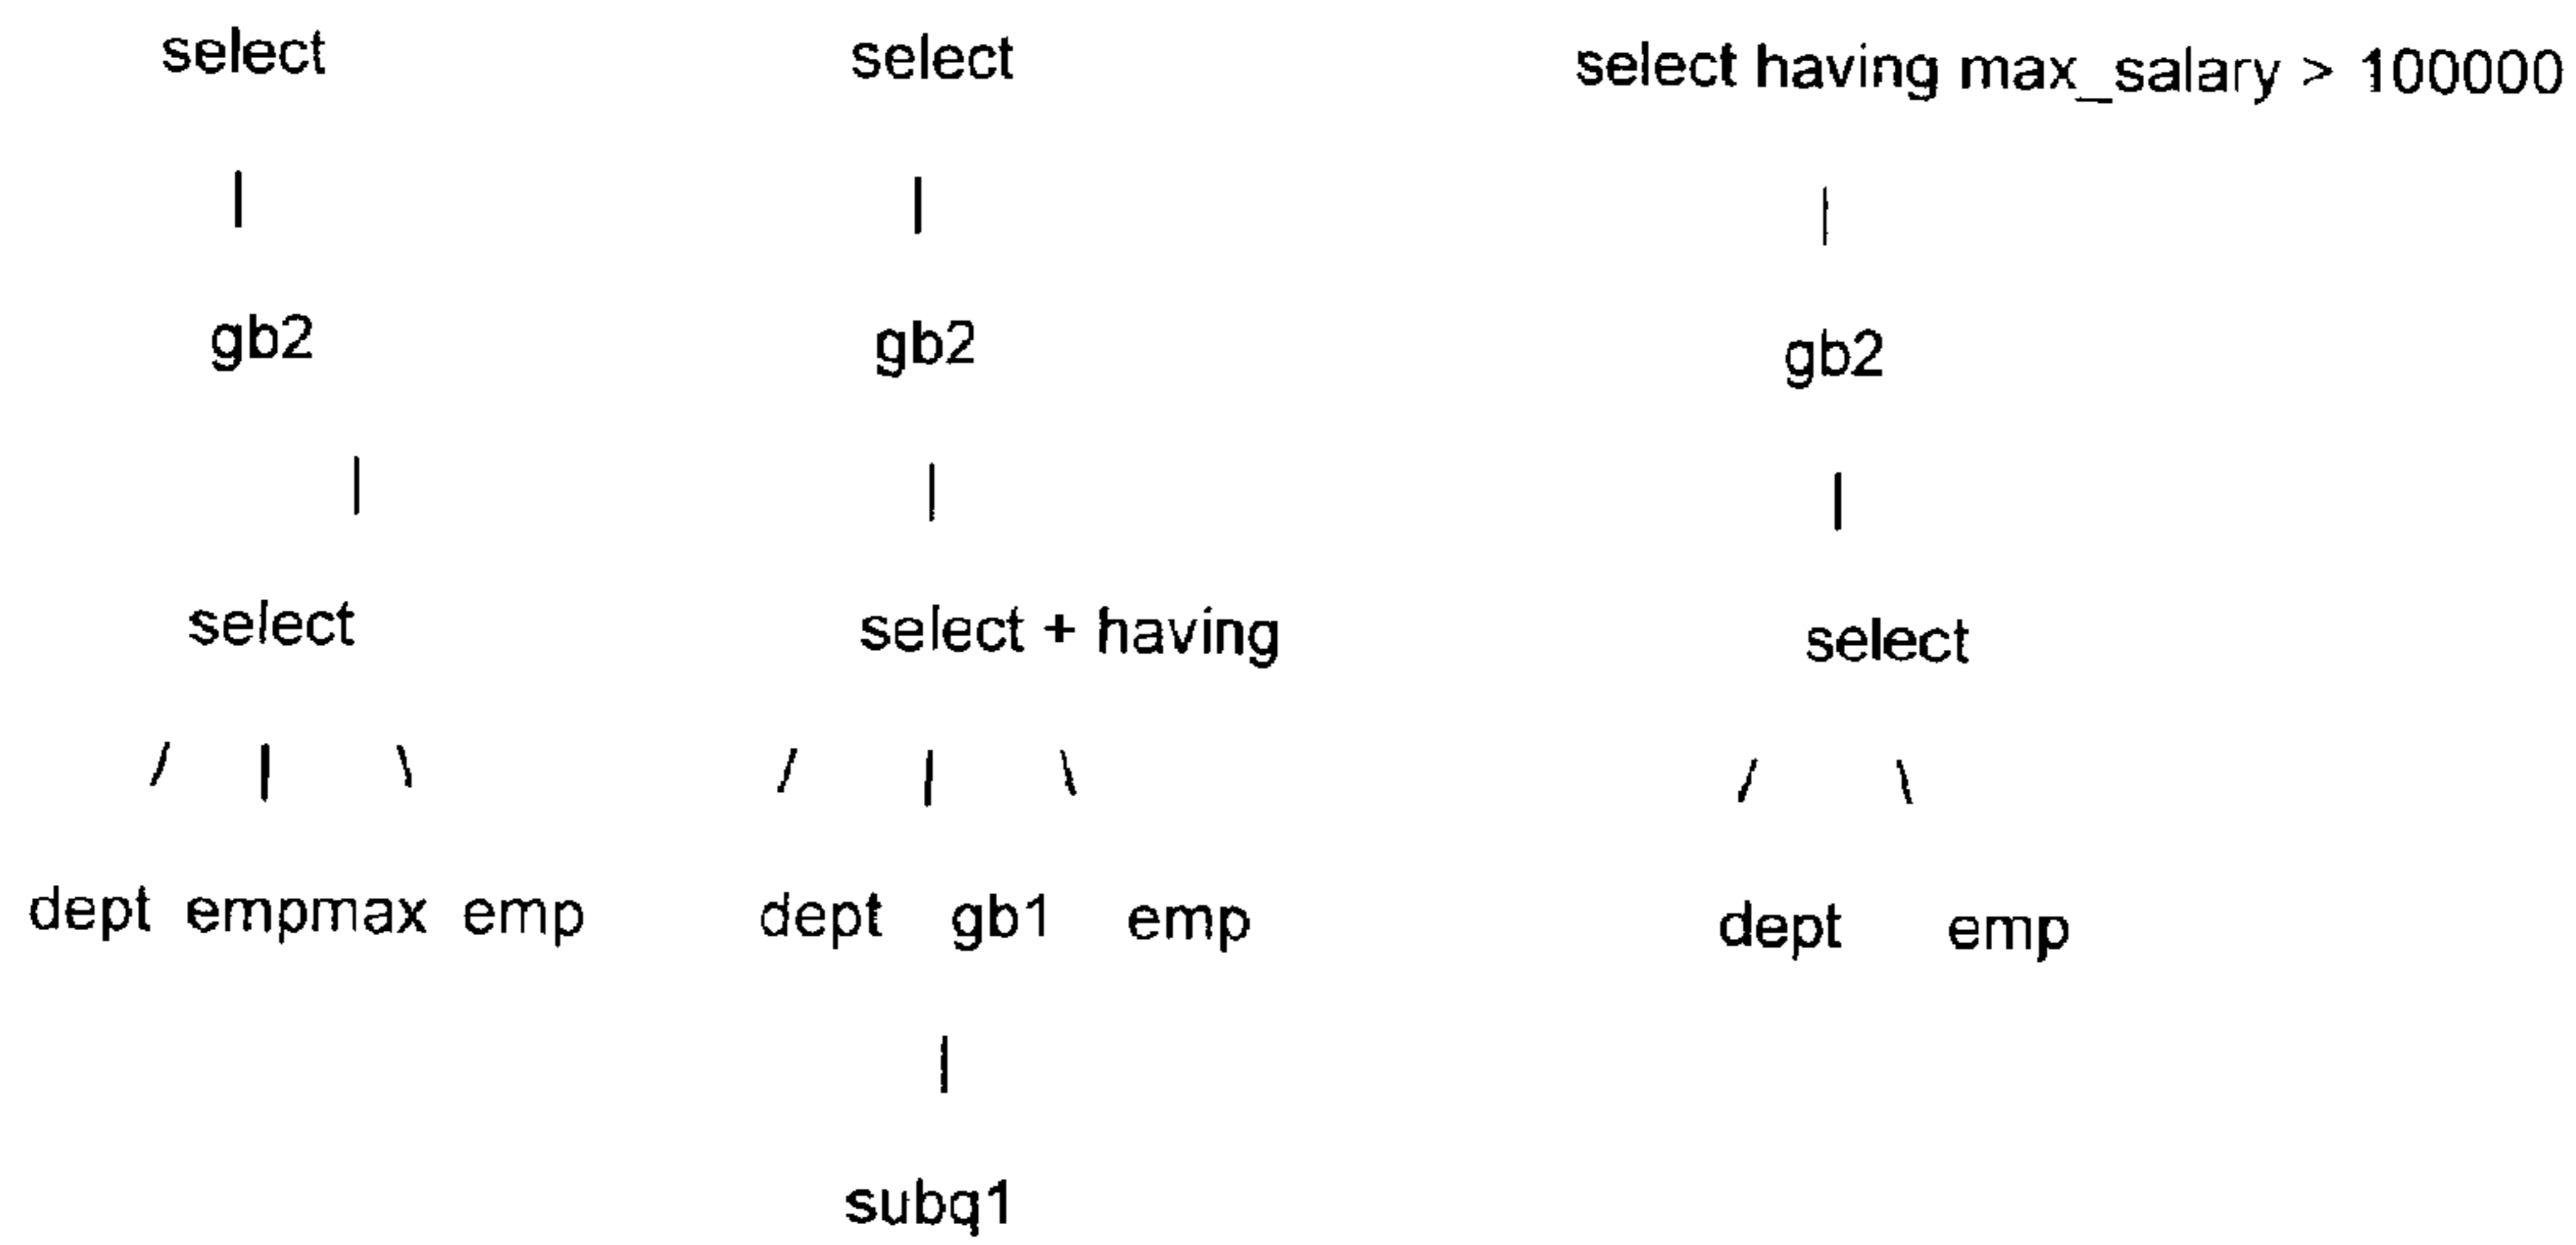 select select select having max_salary > 100000
| | |
gb2 gb2 gb2
| | |
select select + having select
/ | \ / | \ / \
dept empmax emp dept gb1 emp dept emp
|
subq1